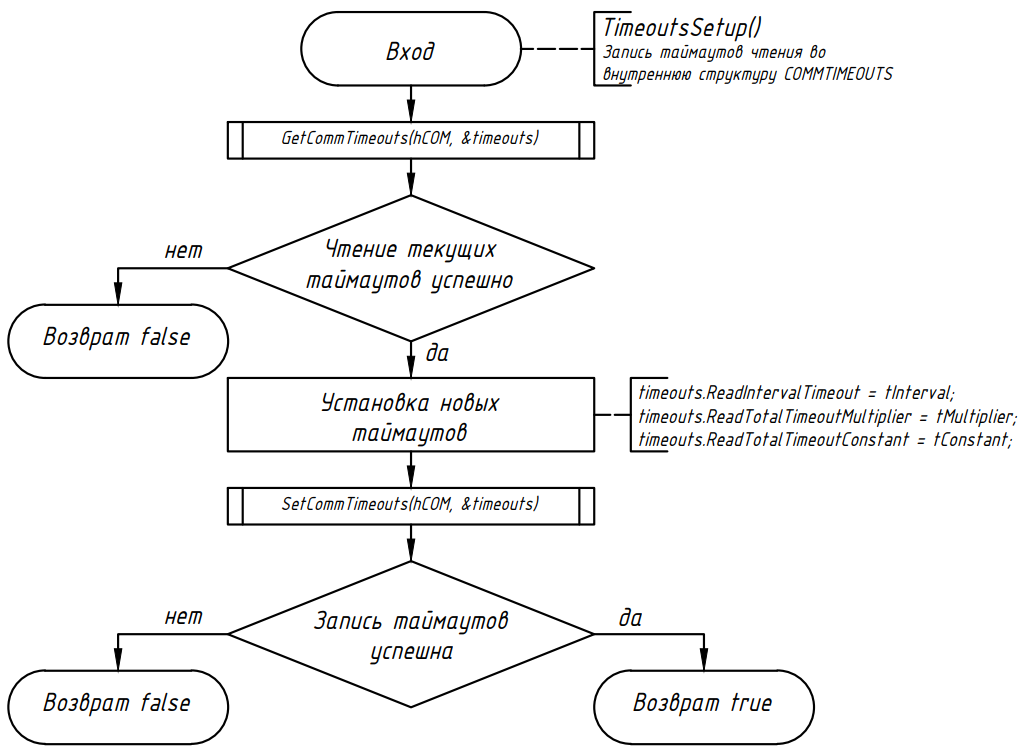 Вход
TimeoutsSetup()
Запись таймаутов чтения во
внутреннюю структуру COMMTIMEOUTS
GetCommTimeouts(hCOM, &timeouts)
Чтение текущих
таймаутов успешно
нет
Возврат false
да
Установка новых
таймаутов
timeouts.ReadIntervalTimeout = tInterval;
timeouts.ReadTotalTimeoutMultiplier = tMultiplier;
timeouts.ReadTotalTimeoutConstant = tConstant;
SetCommTimeouts(hCOM, &timeouts)
Запись таймаутов
успешна
нет
да
Возврат false
Возврат true